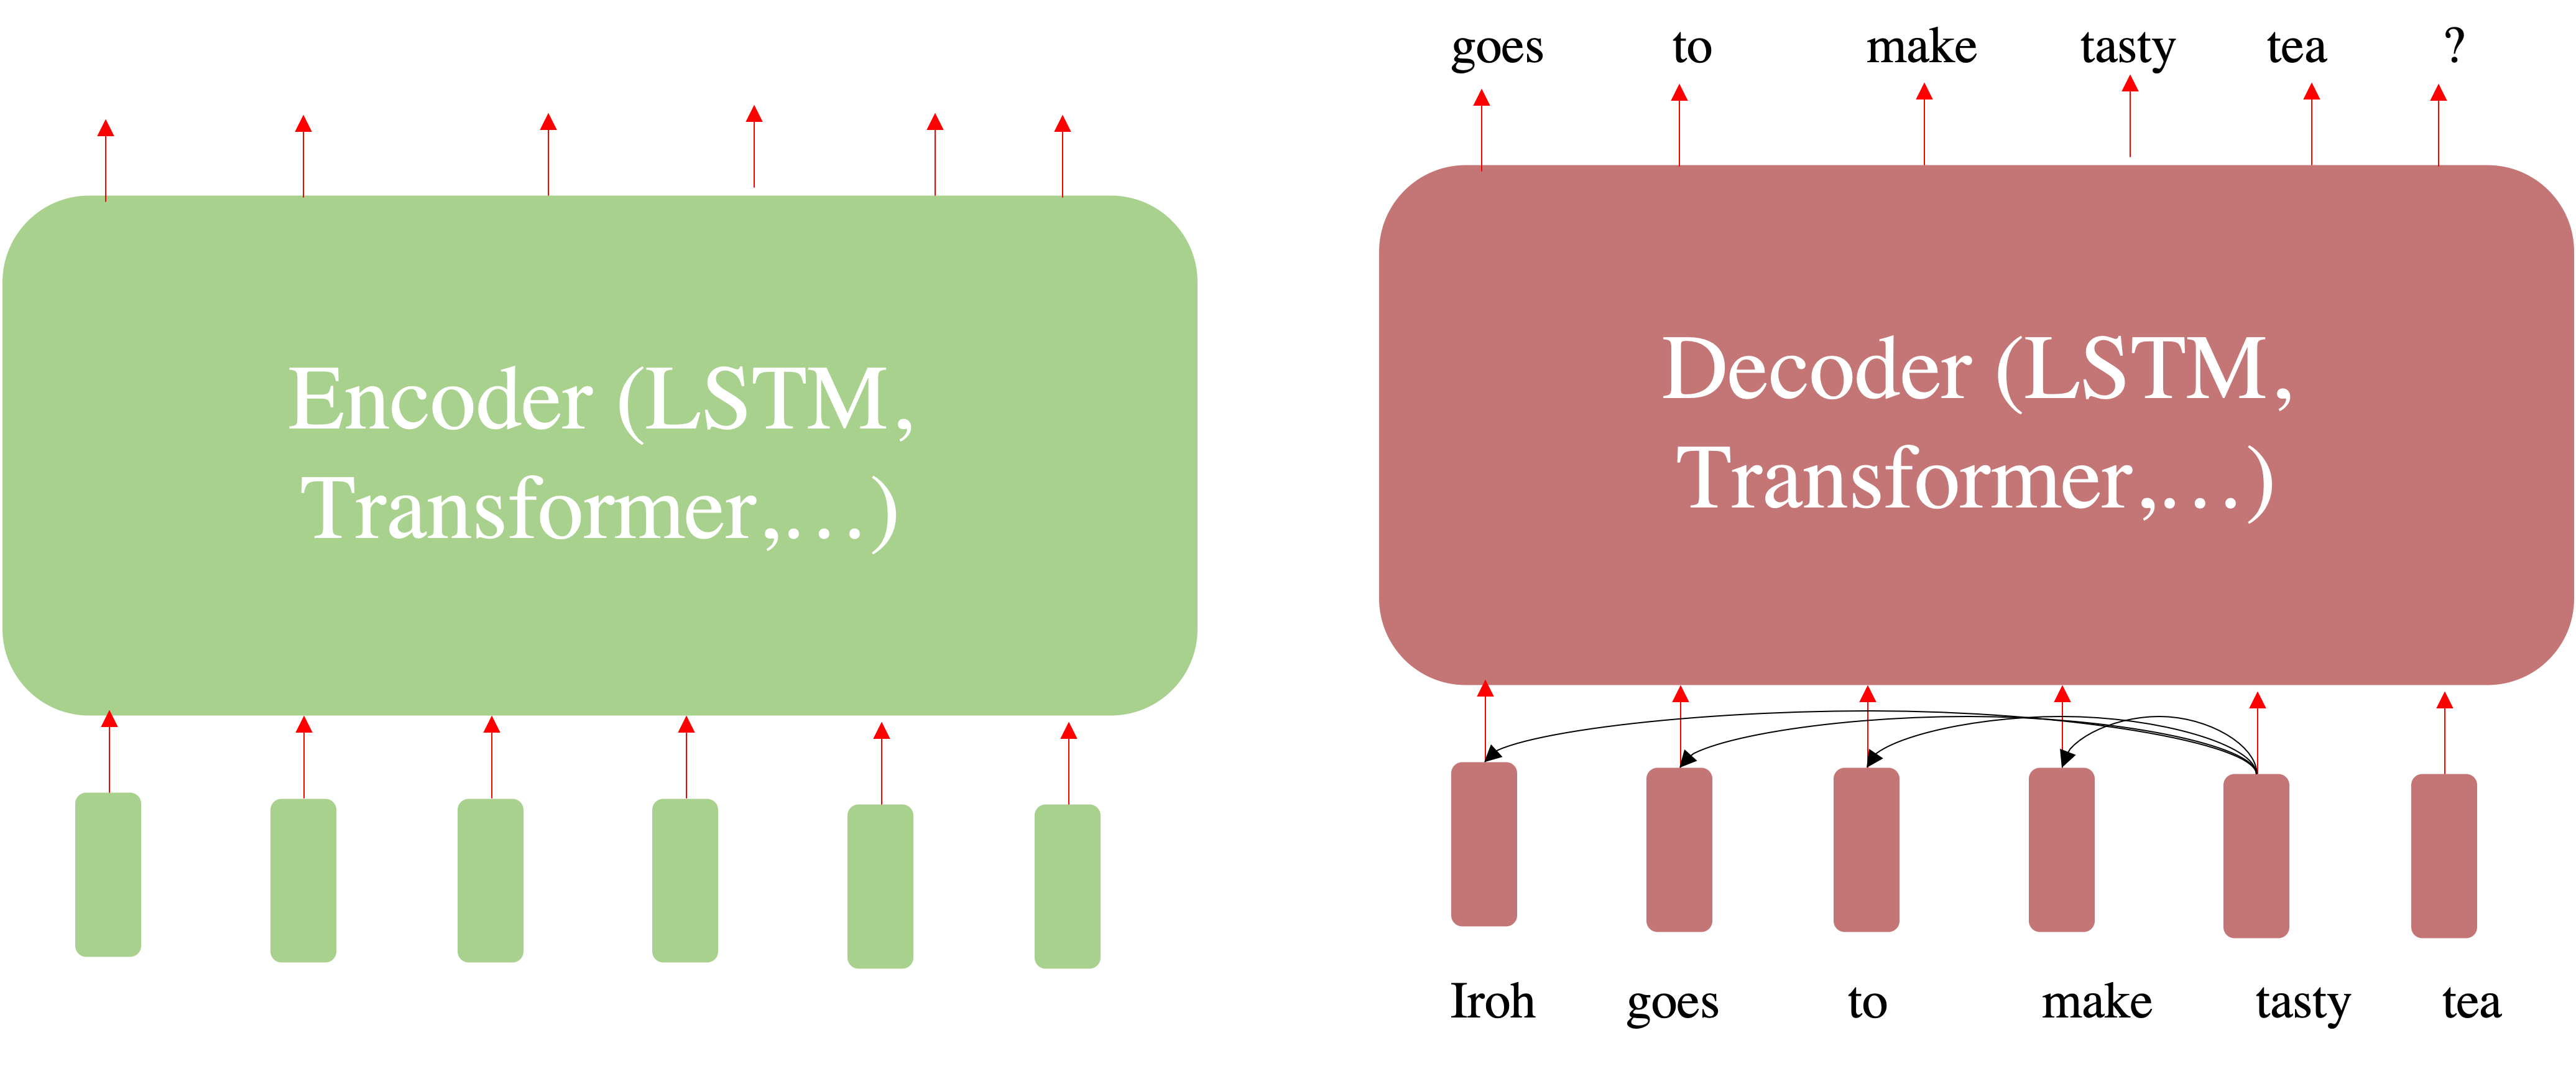 goes to make tasty tea ?
Encoder (LSTM,
Transformer,…)
Decoder (LSTM,
Transformer,…)
Iroh goes to make tasty tea